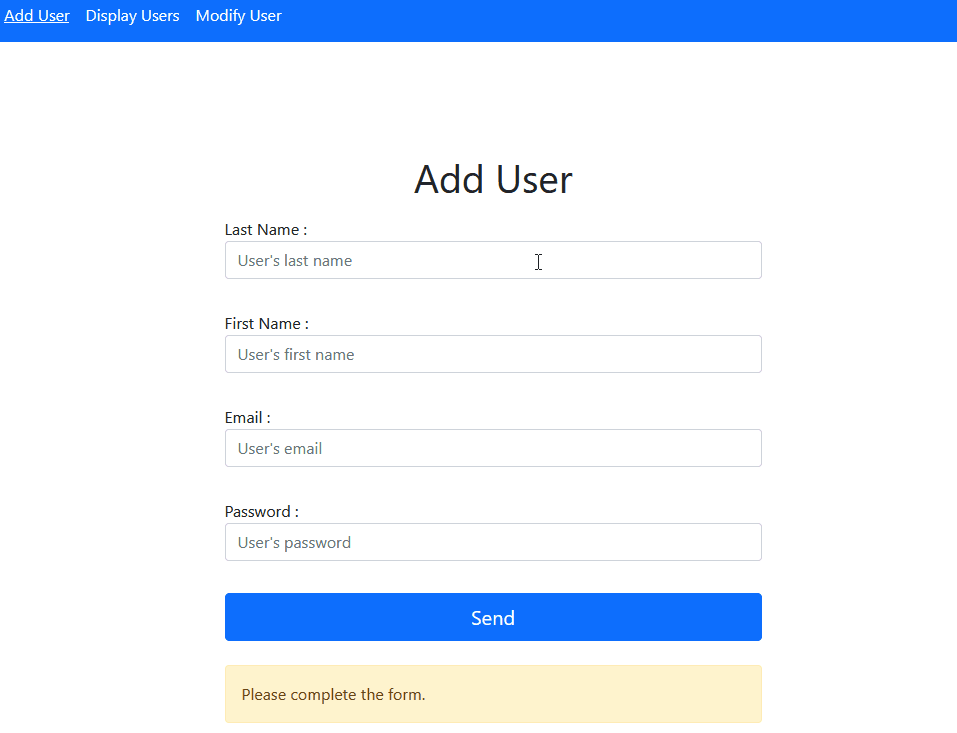 Add User Display Users Modify User
Add User
Last Name :
User's last name
First Name :
User's first name
Email :
User's email
Password :
User's password
Send
Please complete the form.